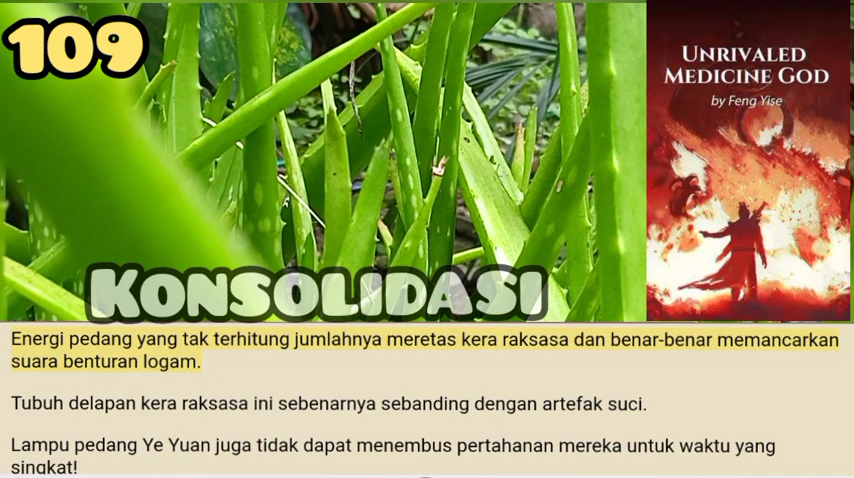 109
UNRIVALED
MEDICINE GOD
by Feng Yise
KONSOLIDASI
Energi pedang yang tak terhitung jumlahnya meretas kera raksasa dan benar-benar memancarkan
suara benturan logam.
Tubuh delapan kera raksasa ini sebenarnya sebanding dengan artefak suci.
Lampu pedang Ye Yuan juga tidak dapat menembus pertahanan mereka untuk waktu yang
singkat!